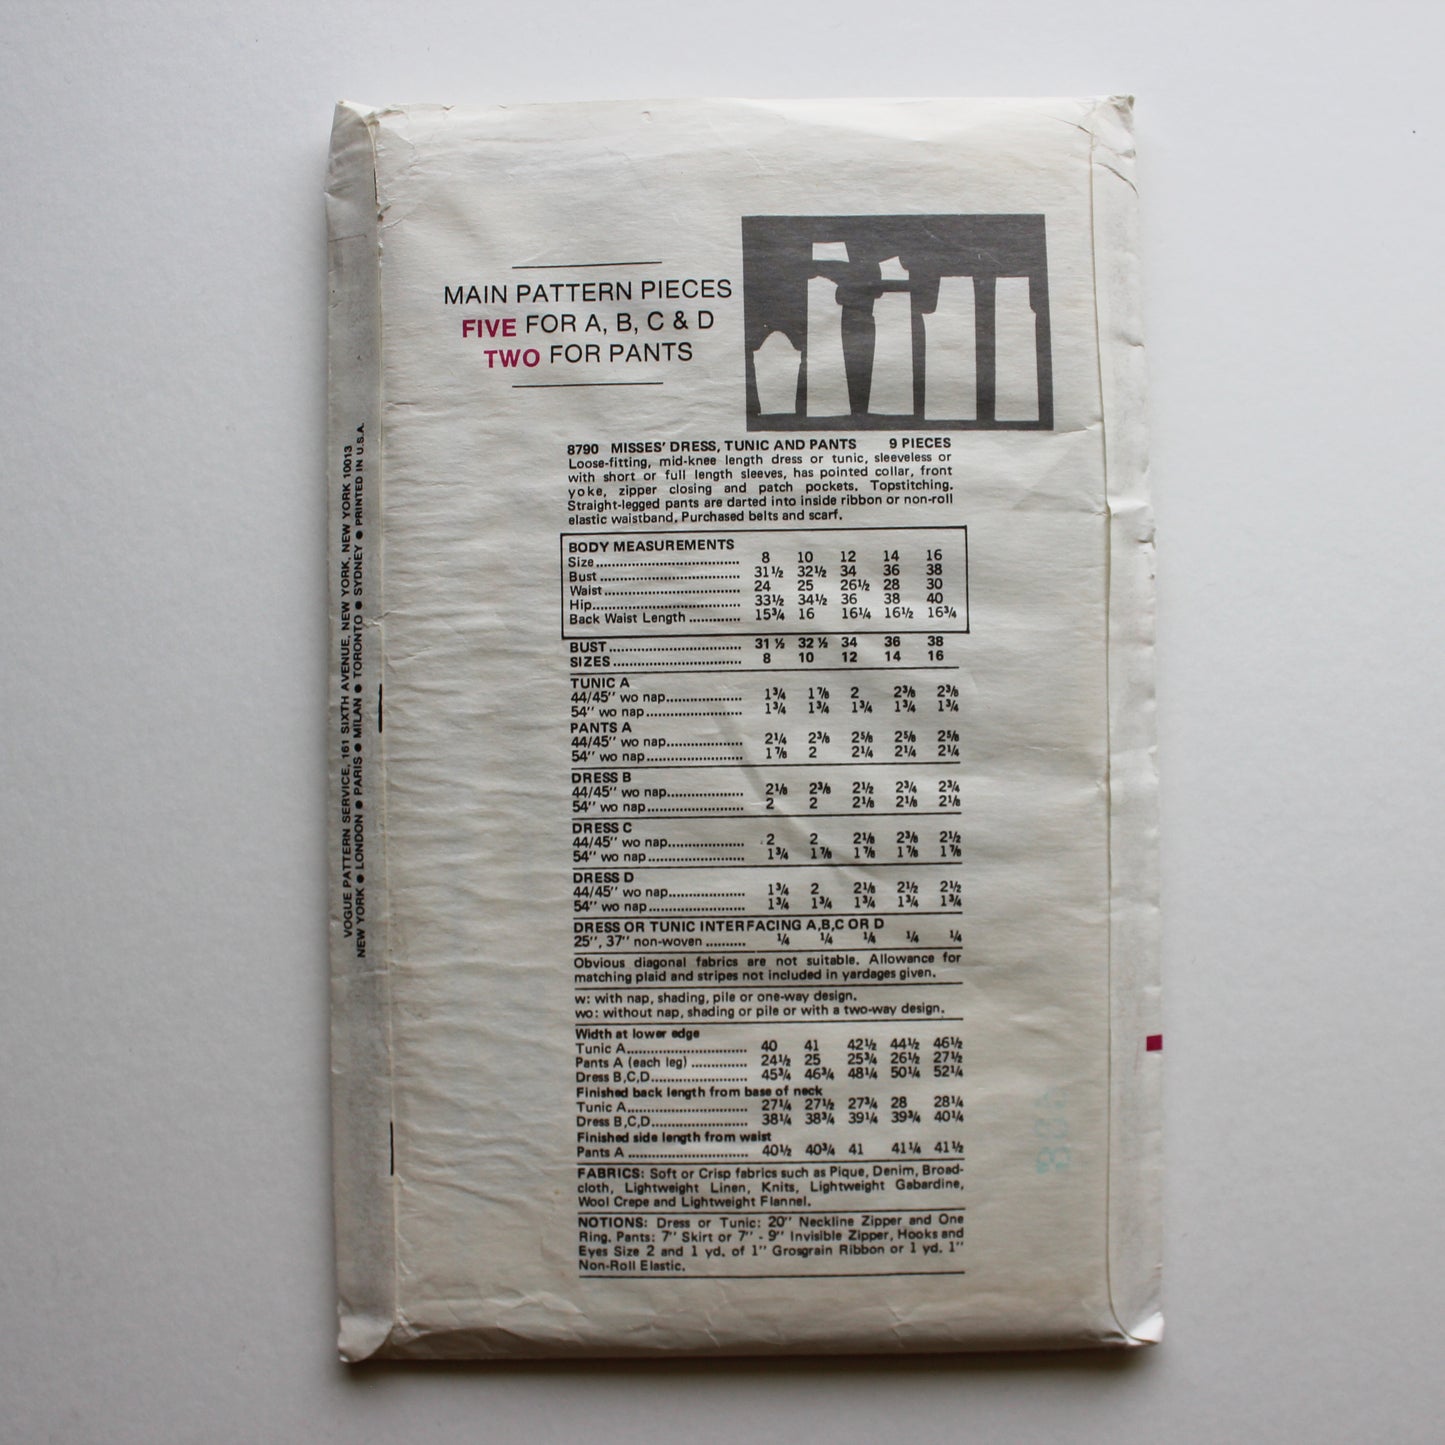 MAIN PATTERN PIECES
FIVE FOR A, B, C & D
TWO FOR PANTS
8790 MISSES' DRESS, TUNIC AND PANTS 9 PIECES
Loose-fitting, mid-knee length dress or tunic, sleeveless or
with short or full length sleeves, has pointed collar, front
yoke, zipper closing and patch pockets. Topstitching.
Straight-legged pants are darted into inside ribbon or non-roll
elastic waistband. Purchased belts and scarf.
BODY MEASUREMENTS
Size 8 10 12 14 16
Bust 31½ 32½ 34 36 38
Waist 24 25 26½ 28 30
Hip 33½ 34½ 36 38 40
Back Waist Length 15¾ 16 16¼ 16½ 16¾
BUST 31 ½ 32 ½ 34 36 38
SIZES 8 10 12 14 16
TUNIC A
44/45" wo nap 1¾ 1⅞ 2 2⅜ 2⅜
54" wo nap 1¾ 1¾ 1¾ 1¾ 1¾
PANTS A
44/45" wo nap 2¼ 2⅜ 2⅝ 2⅝ 2⅝
54" wo nap 1⅞ 2 2¼ 2¼ 2¼
DRESS B
44/45" wo nap 2⅛ 2⅜ 2½ 2¾ 2¾
54" wo nap 2 2 2⅛ 2⅛ 2⅛
DRESS C
44/45" wo nap 2 2 2⅛ 2⅜ 2½
54" wo nap 1¾ 1⅞ 1⅞ 1⅞ 1⅞
DRESS D
44/45" wo nap 1¾ 2 2⅛ 2½ 2½
54" wo nap 1¾ 1¾ 1¾ 1¾ 1¾
DRESS OR TUNIC INTERFACING A,B,C OR D
25", 37" non-woven ¼ ¼ ¼ ¼ ¼
Obvious diagonal fabrics are not suitable. Allowance for
matching plaid and stripes not included in yardages given.
w: with nap, shading, pile or one-way design.
wo: without nap, shading or pile or with a two-way design.
Width at lower edge
Tunic A 40 41 42½ 44½ 46½
Pants A (each leg) 24½ 25 25¾ 26½ 27½
Dress B,C,D 45¾ 46¾ 48¼ 50¼ 52¼
Finished back length from base of neck
Tunic A 27¼ 27½ 27¾ 28 28¼
Dress B,C,D 38¼ 38¾ 39¼ 39¾ 40¼
Finished side length from waist
Pants A 40½ 40¾ 41 41¼ 41½
FABRICS: Soft or Crisp fabrics such as Pique, Denim, Broad-
cloth, Lightweight Linen, Knits, Lightweight Gabardine,
Wool Crepe and Lightweight Flannel.
NOTIONS: Dress or Tunic: 20" Neckline Zipper and One
Ring. Pants: 7" Skirt or 7" - 9" Invisible Zipper, Hooks and
Eyes Size 2 and 1 yd. of 1" Grosgrain Ribbon or 1 yd. 1"
Non-Roll Elastic.
VOGUE PATTERN SERVICE, 161 SIXTH AVENUE, NEW YORK, NEW YORK 10013
NEW YORK ● LONDON ● PARIS ● MILAN ● TORONTO ● SYDNEY ● PRINTED IN U.S.A.